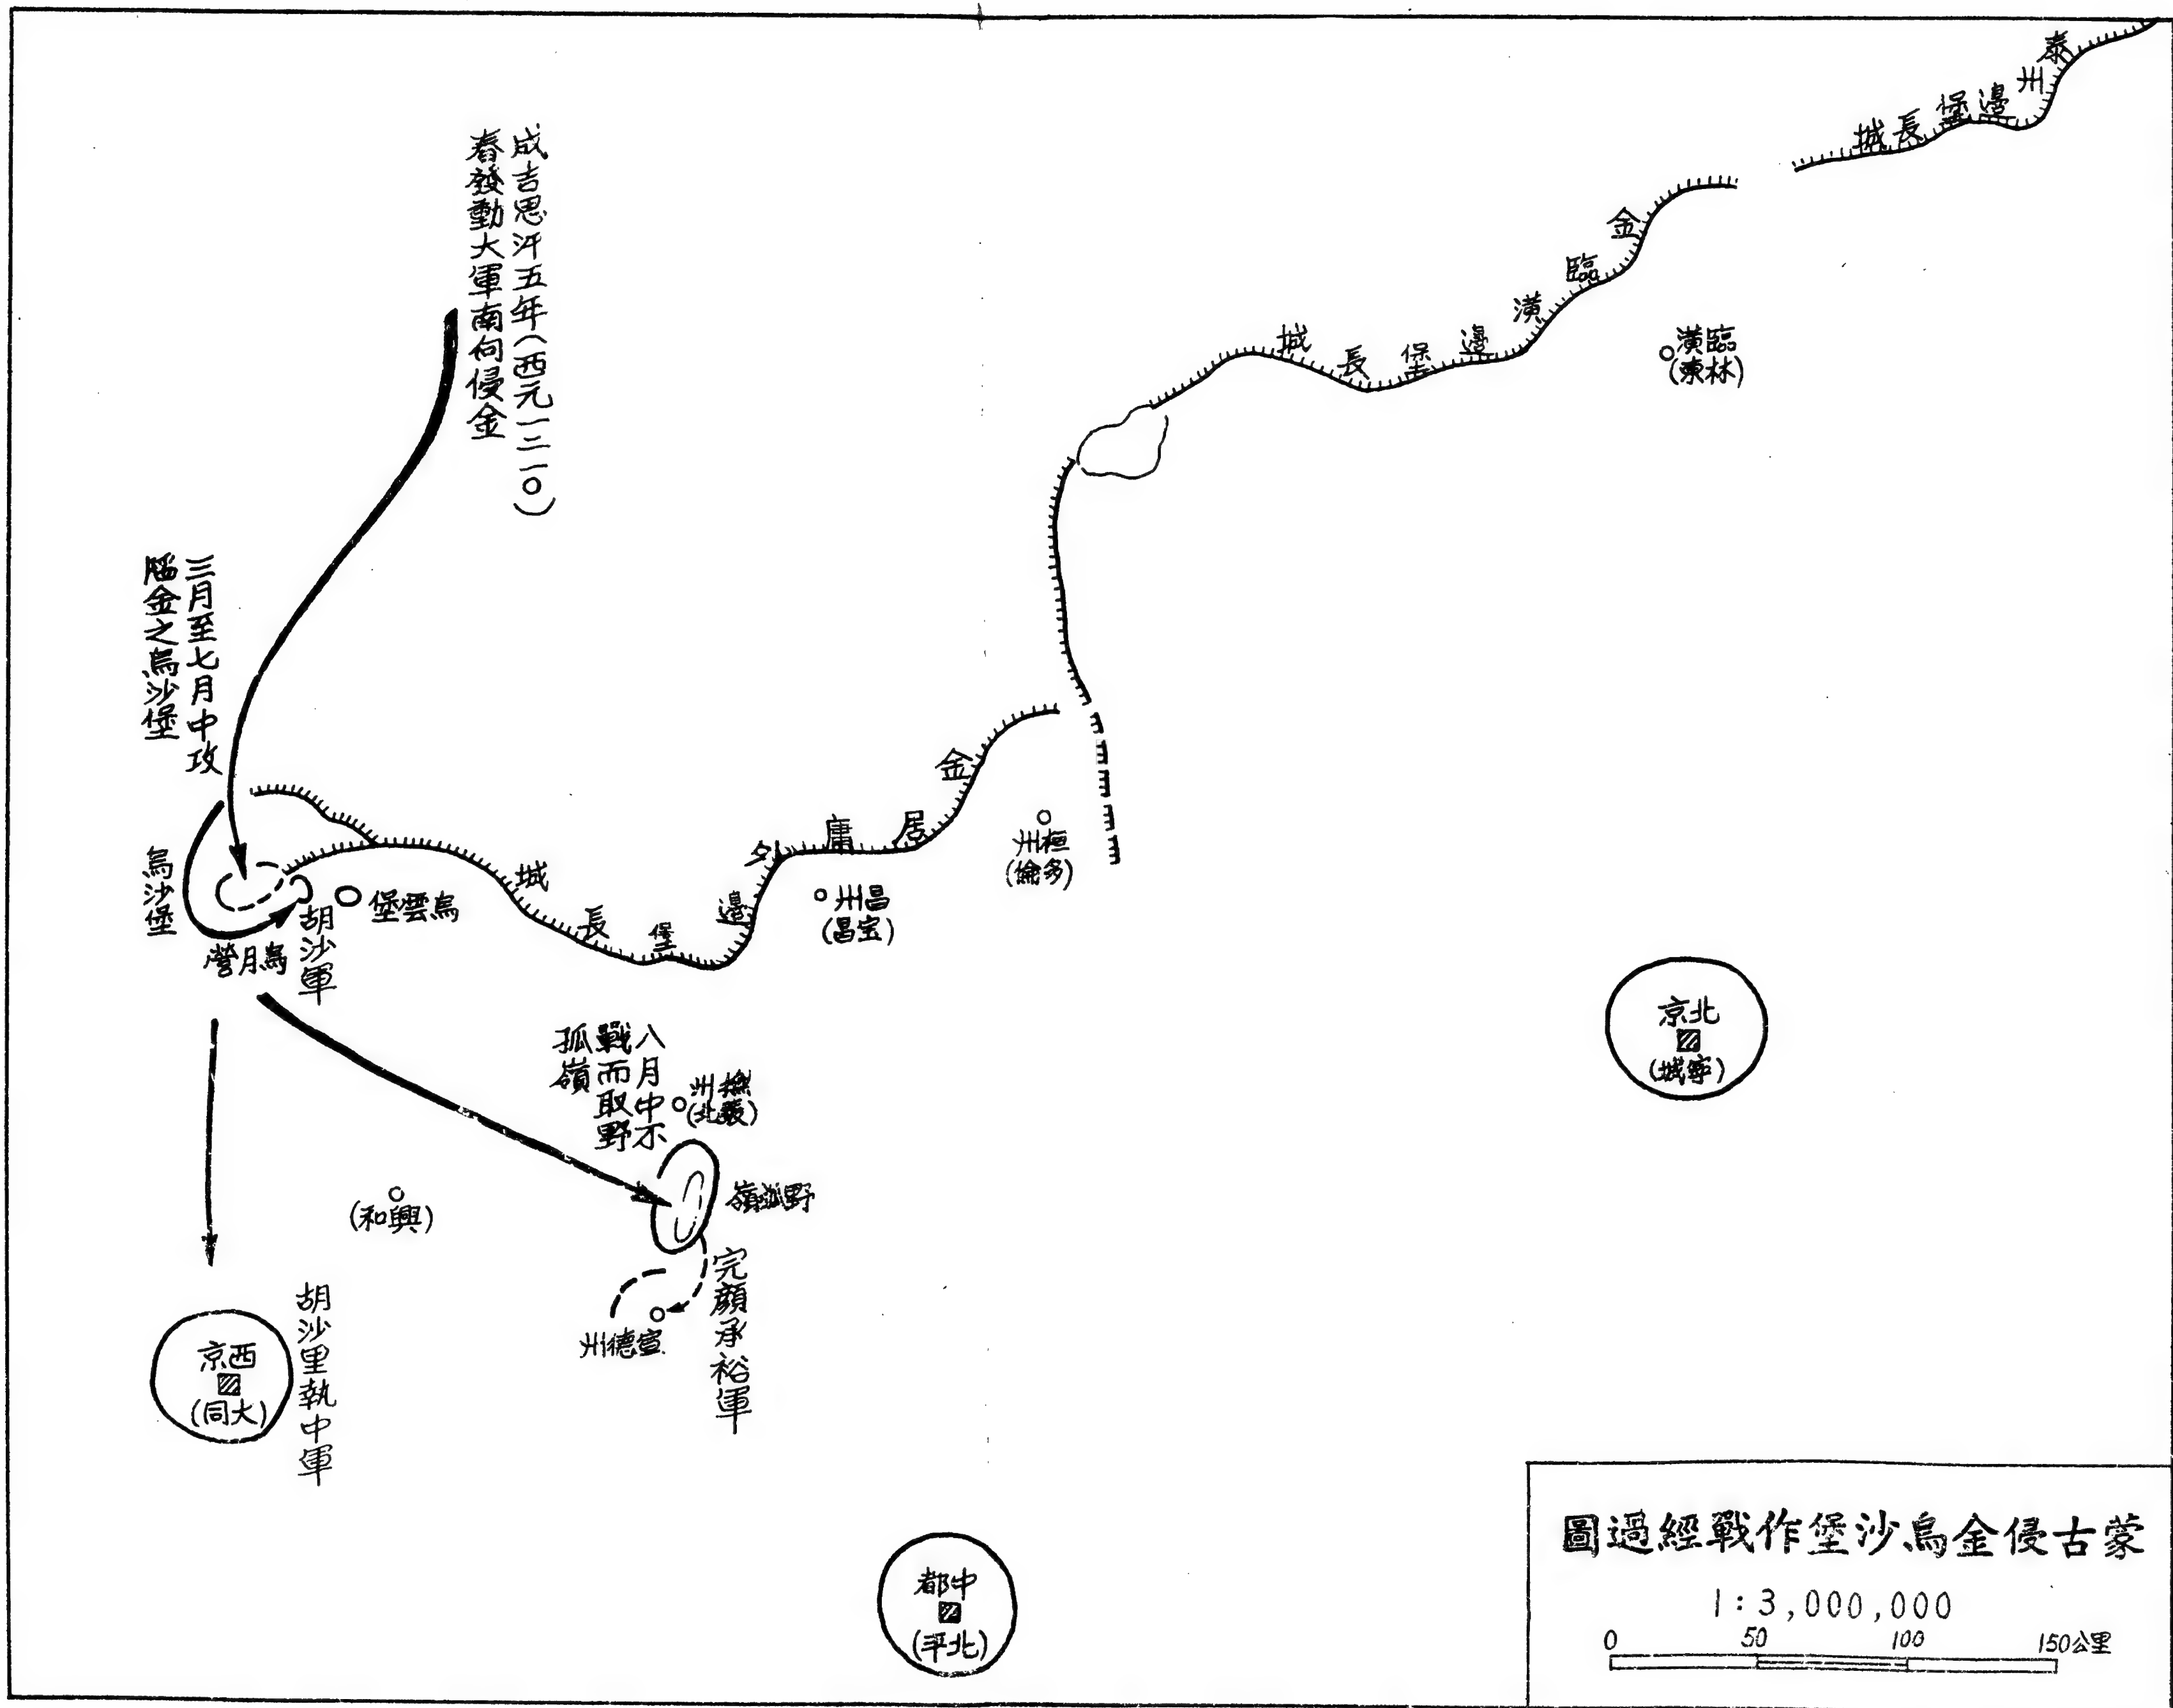 泰州邊堡長城
金臨潢邊堡長城
臨潢
(林東)
成吉思汗五年(西元一二一〇)
春發動大軍南向侵金
三月至七月中攻
陷金之烏沙堡
金居庸外邊堡長城
桓州
(多倫)
昌州
(宝昌)
烏雲堡
烏沙堡
胡沙軍
烏月營
北京
(寧城)
八月中不
戰而取野
孤嶺
撫州
(張北)
野狐嶺
(興和)
完顏承裕軍
宣德州
胡沙里執中軍
西京
(大同)
中都
(北平)
蒙古侵金烏沙堡作戰經過圖
1:3,000,000
0 50 100 150公里